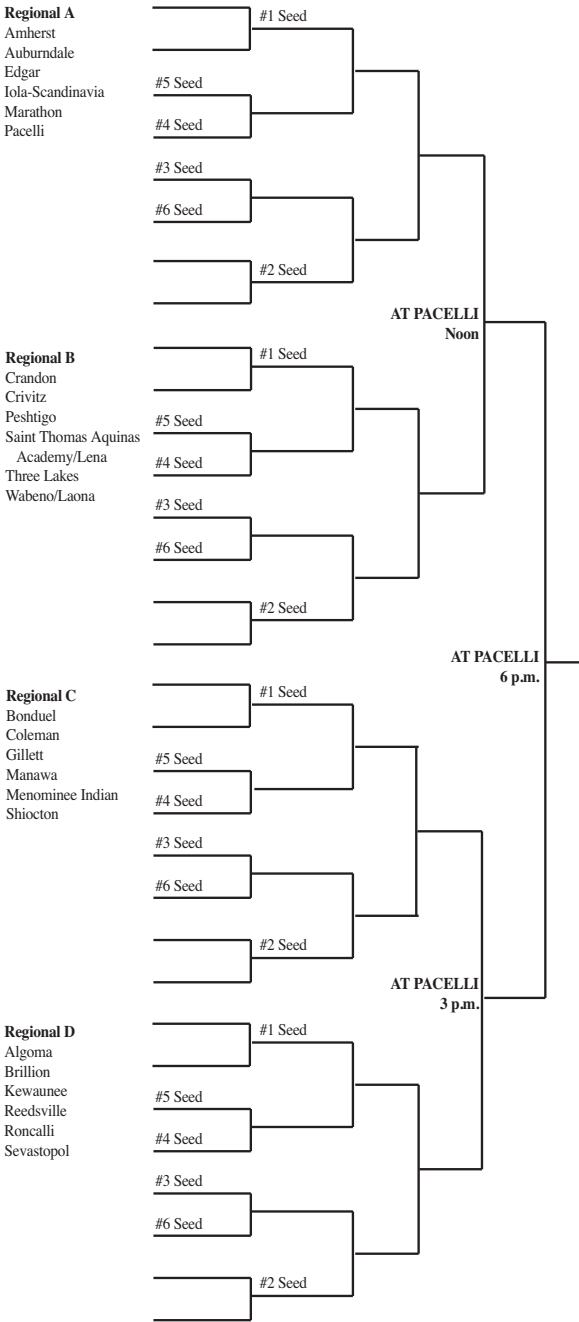 Regional A
Amherst
Auburndale
Edgar
Iola-Scandinavia
Marathon
Pacelli
#1 Seed
#5 Seed
#4 Seed
#3 Seed
#6 Seed
#2 Seed
AT PACELLI
Noon
Regional B
Crandon
Crivitz
Peshtigo
Saint Thomas Aquinas
Academy/Lena
Three Lakes
Wabeno/Laona
#1 Seed
#5 Seed
#4 Seed
#3 Seed
#6 Seed
#2 Seed
AT PACELLI
6 p.m.
Regional C
Bonduel
Coleman
Gillett
Manawa
Menominee Indian
Shiocton
#1 Seed
#5 Seed
#4 Seed
#3 Seed
#6 Seed
#2 Seed
AT PACELLI
3 p.m.
Regional D
Algoma
Brillion
Kewaunee
Reedsville
Roncalli
Sevastopol
#1 Seed
#5 Seed
#4 Seed
#3 Seed
#6 Seed
#2 Seed